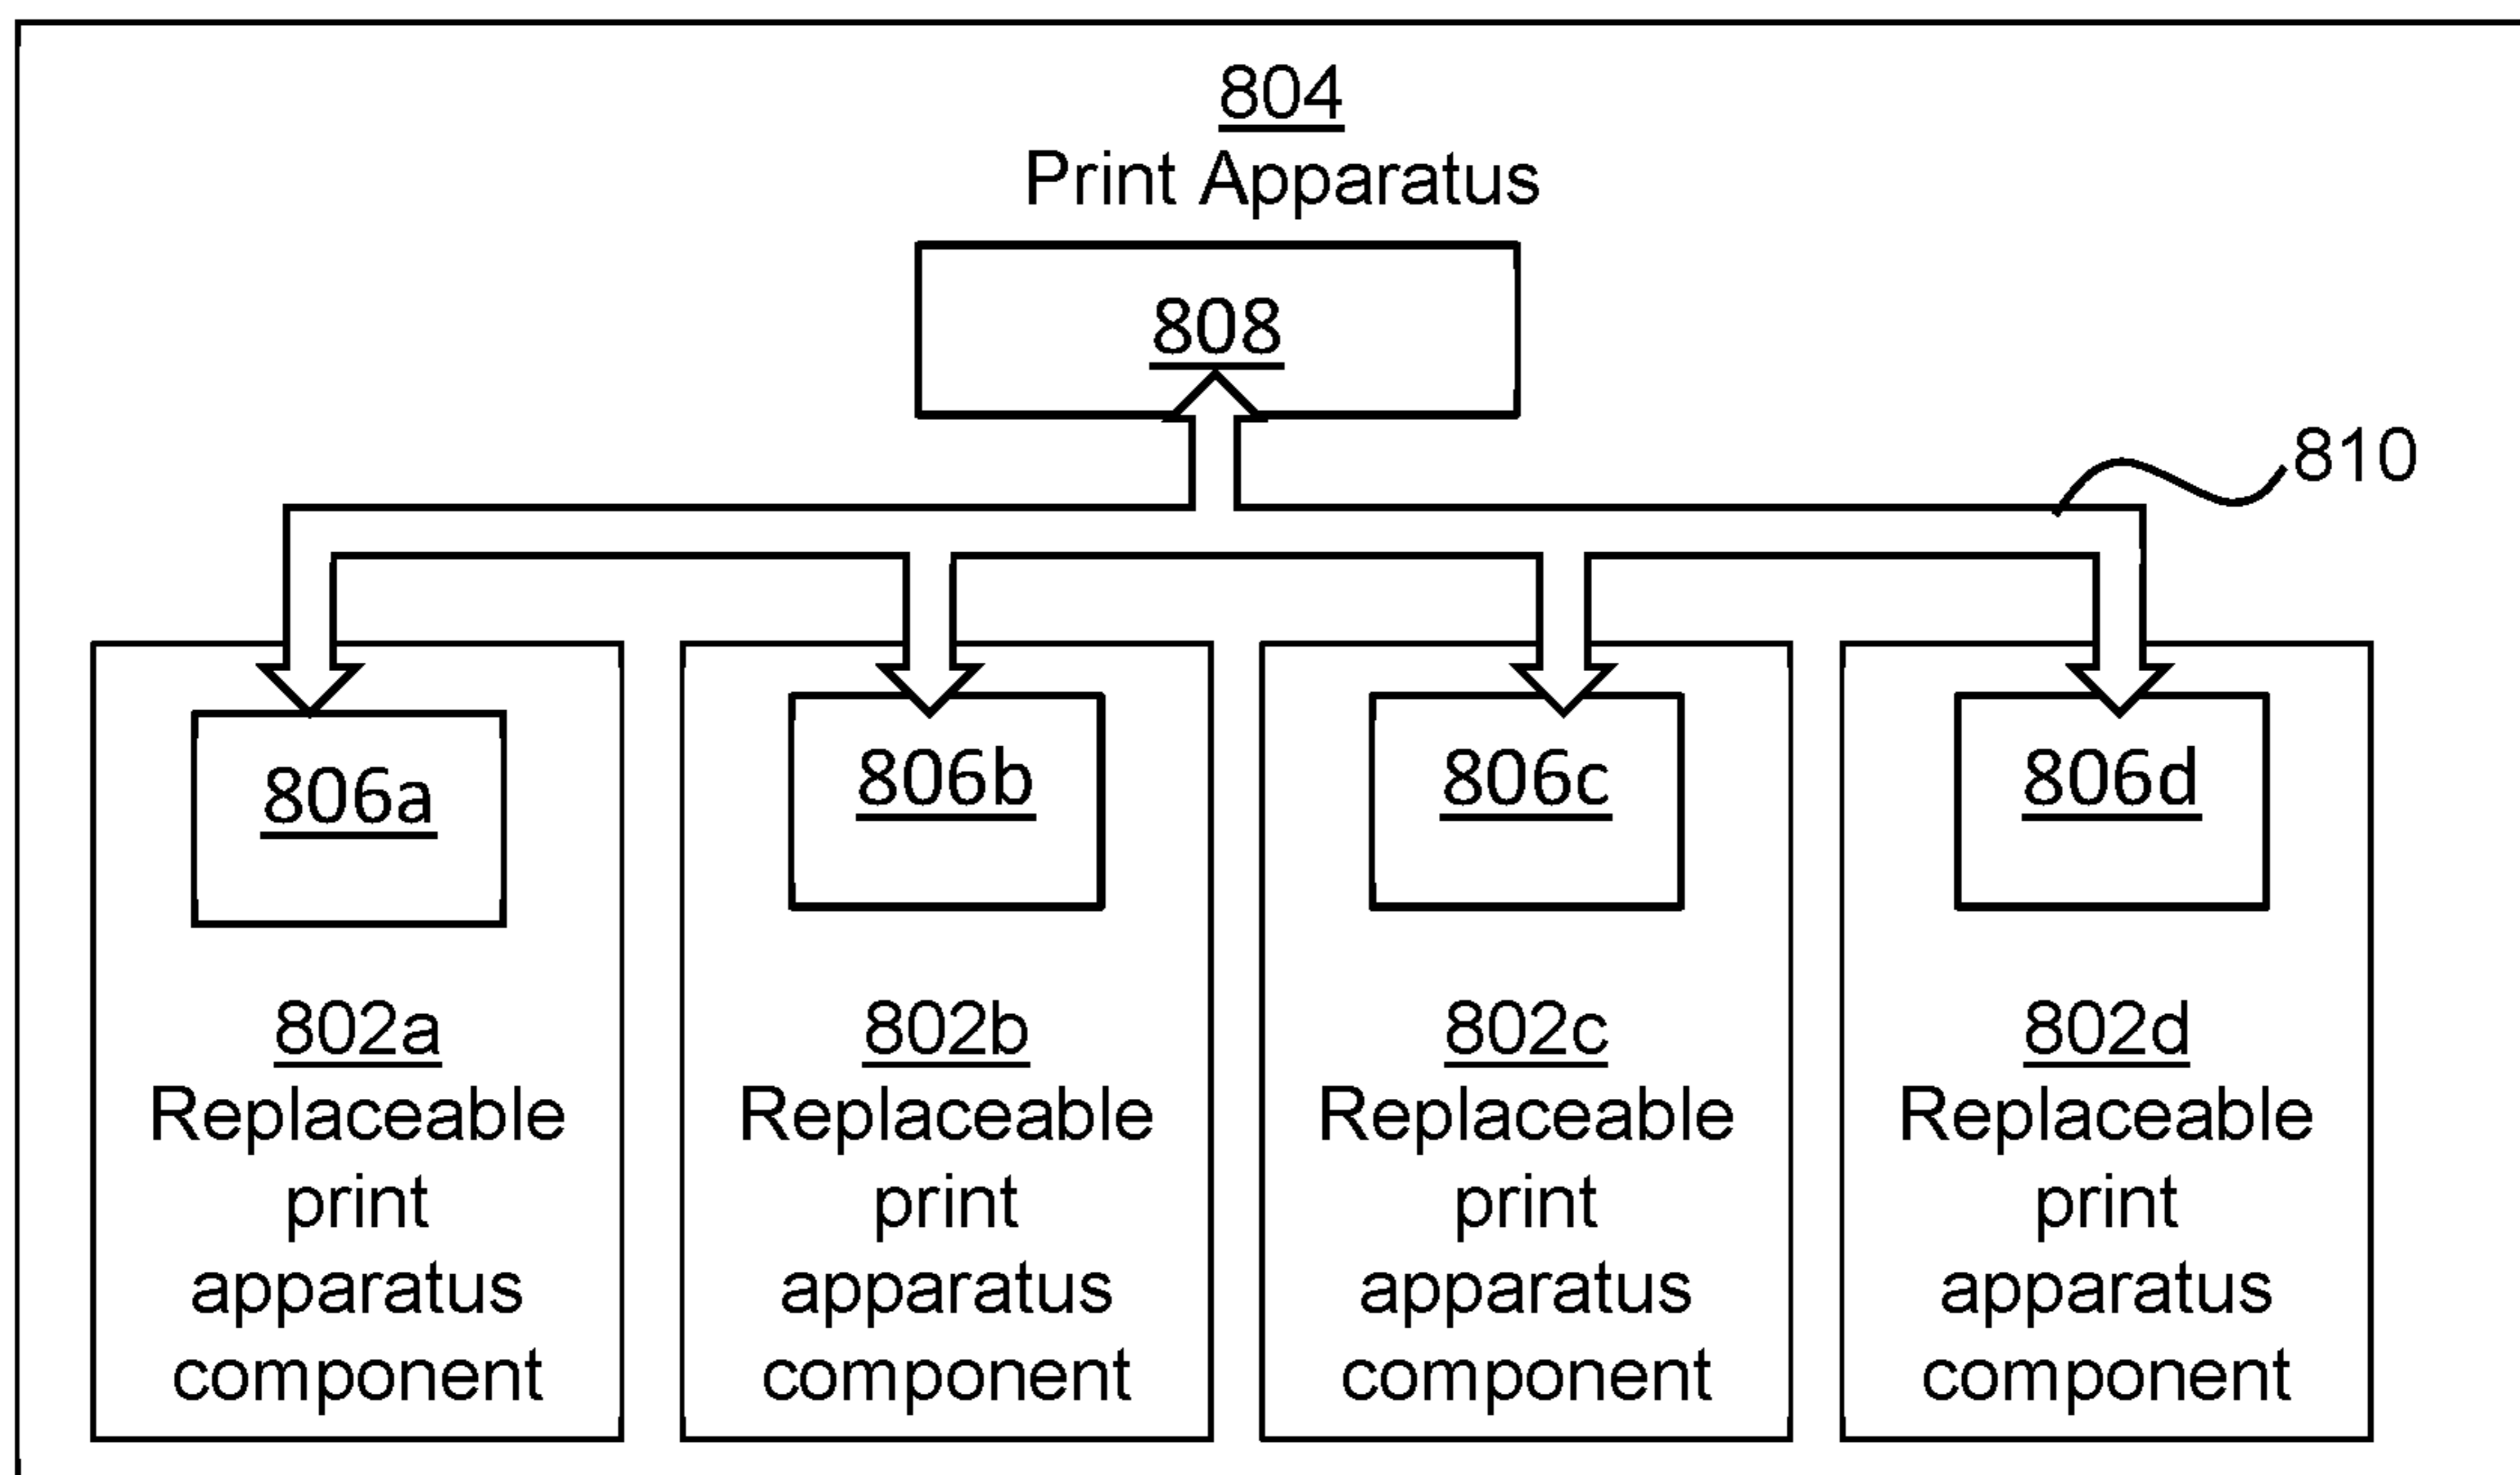 804
Print Apparatus
808
810
806a
806b
806c
806d
802a
Replaceable
print
apparatus
component
802b
Replaceable
print
apparatus
component
802c
Replaceable
print
apparatus
component
802d
Replaceable
print
apparatus
component